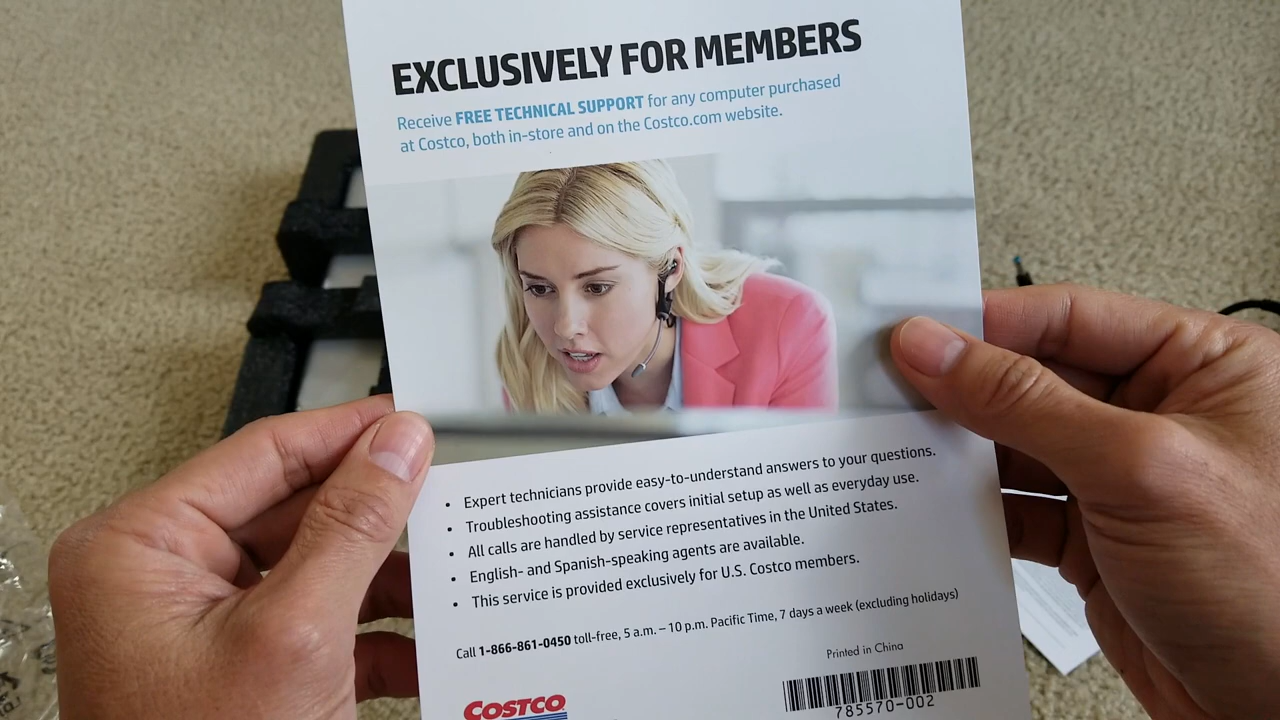 EXCLUSIVELY FOR MEMBERS
Receive FREE TECHNICAL SUPPORT for any computer purchased
at Costco, both in-store and on the Costco.com website.
• Expert technicians provide easy-to-understand answers to your questions.
• Troubleshooting assistance covers initial setup as well as everyday use.
• All calls are handled by service representatives in the United States.
• English- and Spanish-speaking agents are available.
• This service is provided exclusively for U.S. Costco members.
Call 1-866-861-0450 toll-free, 5 a.m. – 10 p.m. Pacific Time, 7 days a week (excluding holidays)
Printed in China
785570-002
COSTCO